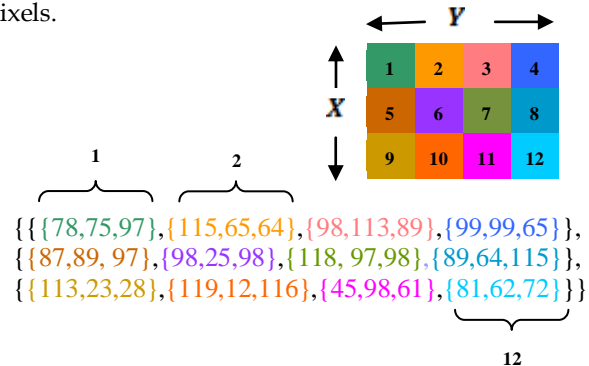 ixels.
Y
1 2 3 4
X
5 6 7 8
9 10 11 12
1 2
{{{78,75,97},{115,65,64},{98,113,89},{99,99,65}},
{{87,89, 97},{98,25,98},{118, 97,98},{89,64,115}},
{{113,23,28},{119,12,116},{45,98,61},{81,62,72}}}
12